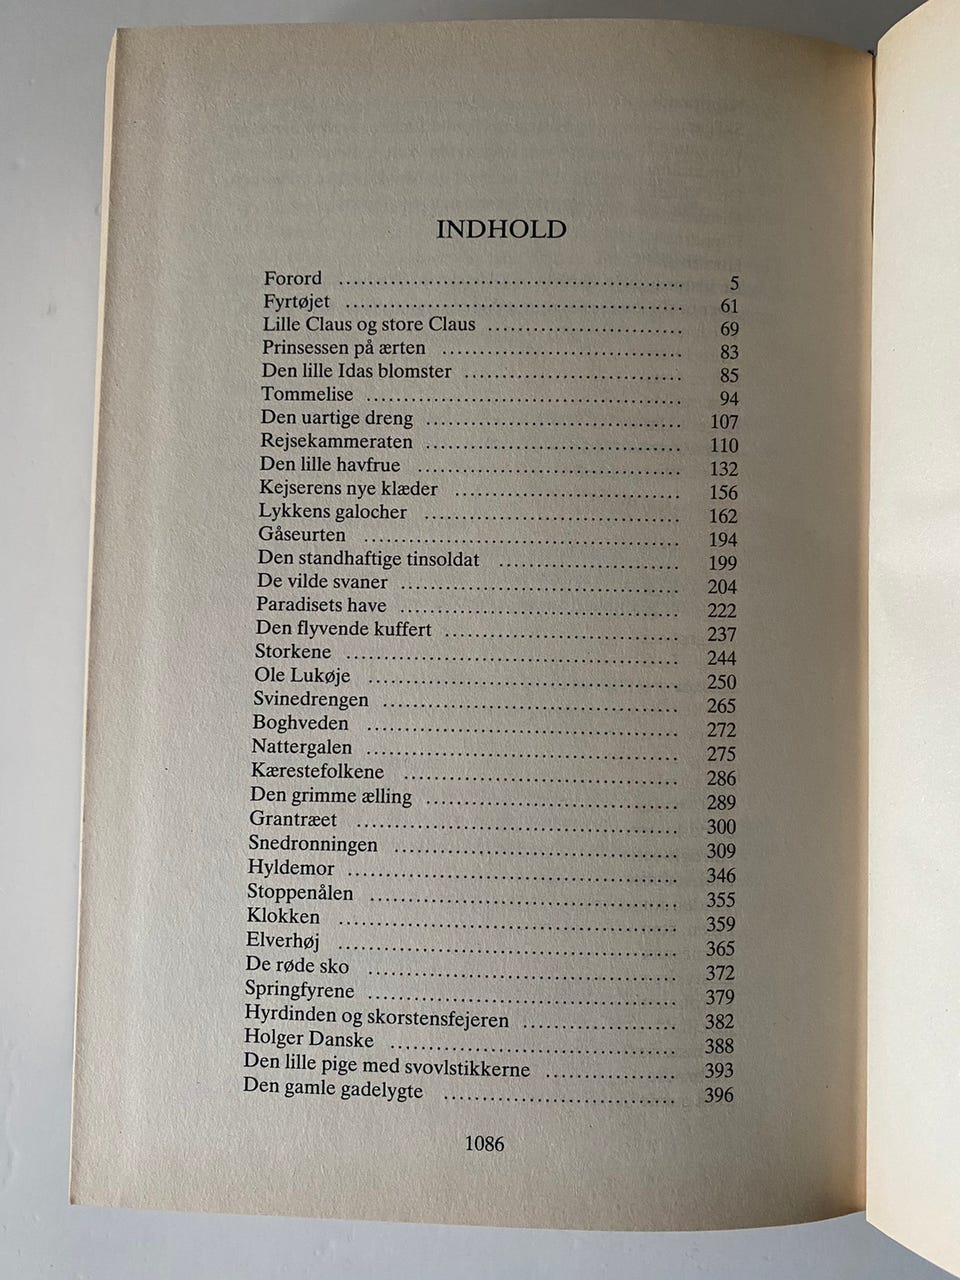 INDHOLD
Forord ........................................ 5
Fyrtøjet ........................................ 61
Lille Claus og store Claus ........................................ 69
Prinsessen på ærten ........................................ 83
Den lille Idas blomster ........................................ 85
Tommelise ........................................ 94
Den uartige dreng ........................................ 107
Rejsekammeraten ........................................ 110
Den lille havfrue ........................................ 132
Kejserens nye klæder ........................................ 156
Lykkens galocher ........................................ 162
Gåseurten ........................................ 194
Den standhaftige tinsoldat ........................................ 199
De vilde svaner ........................................ 204
Paradisets have ........................................ 222
Den flyvende kuffert ........................................ 237
Storkene ........................................ 244
Ole Lukøje ........................................ 250
Svinedrengen ........................................ 265
Boghveden ........................................ 272
Nattergalen ........................................ 275
Kærestefolkene ........................................ 286
Den grimme ælling ........................................ 289
Grantræet ........................................ 300
Snedronningen ........................................ 309
Hyldemor ........................................ 346
Stoppenålen ........................................ 355
Klokken ........................................ 359
Elverhøj ........................................ 365
De røde sko ........................................ 372
Springfyrene ........................................ 379
Hyrdinden og skorstensfejeren ........................................ 382
Holger Danske ........................................ 388
Den lille pige med svovlstikkerne ........................................ 393
Den gamle gadelygte ........................................ 396
1086